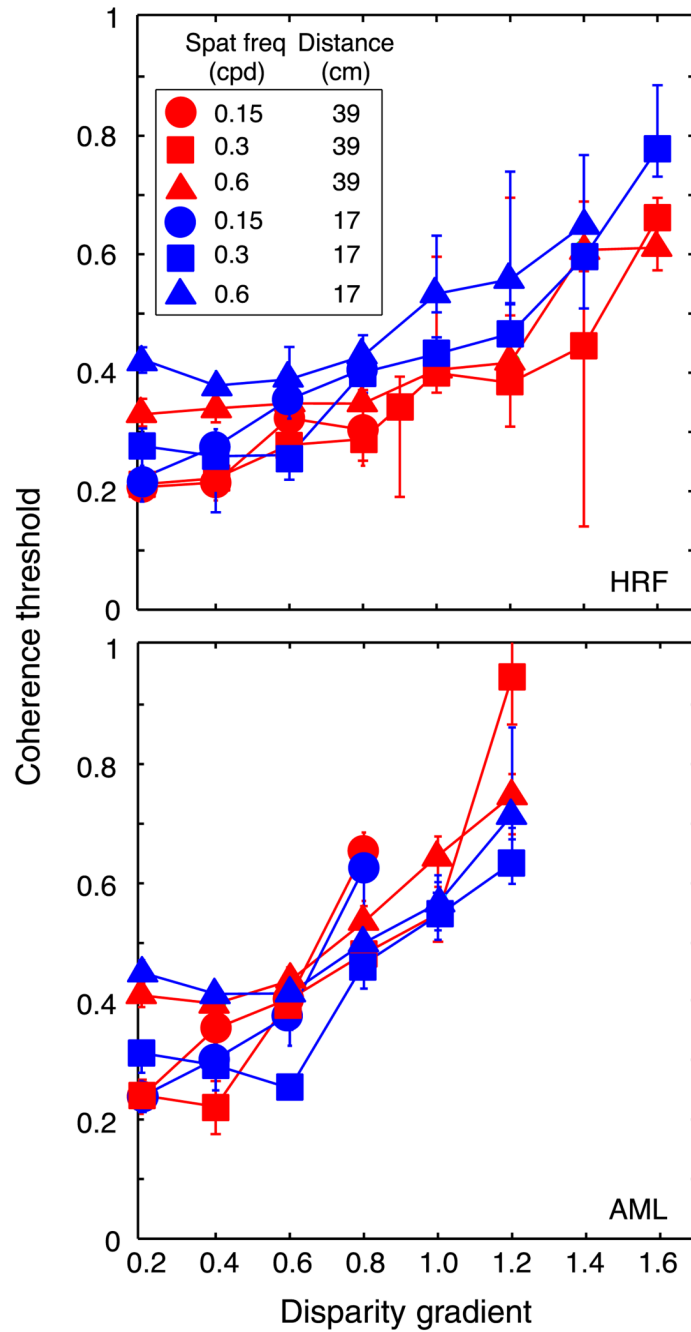 1
Spat freq Distance
(cpd) (cm)
0.15 39
0.3 39
0.6 39
0.15 17
0.3 17
0.6 17
0.8
0.6
0.4
0.2
0
HRF
Coherence threshold
1
0.8
0.6
0.4
0.2
0
AML
0.2 0.4 0.6 0.8 1.0 1.2 1.4 1.6
Disparity gradient